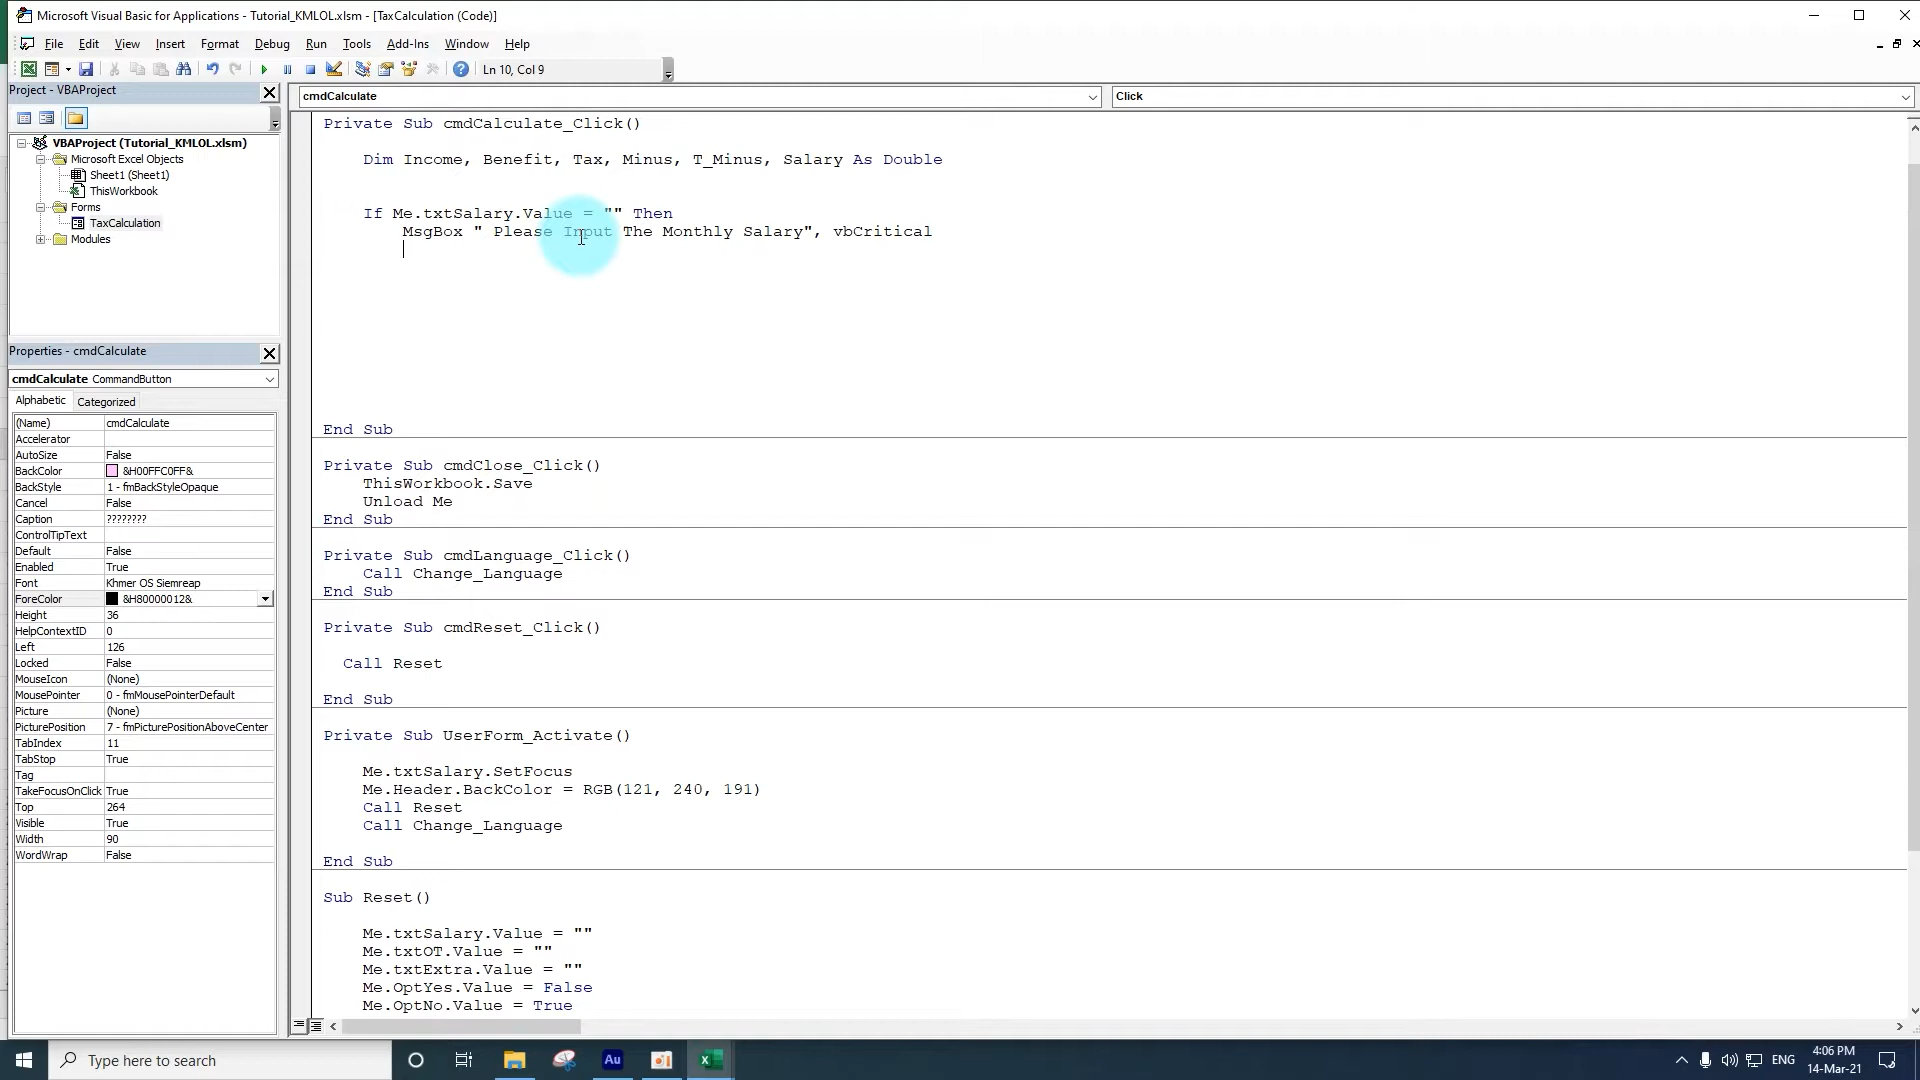 Microsoft Visual Basic for Applications - Tutorial_KMLOL.xlsm - [TaxCalculation (Code)]
File Edit View Insert Format Debug Run Tools Add-Ins Window Help
Ln 10, Col 9
Project - VBAProject
VBAProject (Tutorial_KMLOL.xlsm)
Microsoft Excel Objects
Sheet1 (Sheet1)
ThisWorkbook
Forms
TaxCalculation
Modules
Properties - cmdCalculate
cmdCalculate CommandButton
Alphabetic Categorized
(Name) cmdCalculate
Accelerator
AutoSize False
BackColor &H00FFC0FF&
BackStyle 1 - fmBackStyleOpaque
Cancel False
Caption ????????
ControlTipText
Default False
Enabled True
Font Khmer OS Siemreap
ForeColor &H80000012&
Height 36
HelpContextID 0
Left 126
Locked False
MouseIcon (None)
MousePointer 0 - fmMousePointerDefault
Picture (None)
PicturePosition 7 - fmPicturePositionAboveCenter
TabIndex 11
TabStop True
Tag
TakeFocusOnClick True
Top 264
Visible True
Width 90
WordWrap False
cmdCalculate Click
Private Sub cmdCalculate_Click()
Dim Income, Benefit, Tax, Minus, T_Minus, Salary As Double
If Me.txtSalary.Value = "" Then
MsgBox " Please Input The Monthly Salary", vbCritical
End Sub
Private Sub cmdClose_Click()
ThisWorkbook.Save
Unload Me
End Sub
Private Sub cmdLanguage_Click()
Call Change_Language
End Sub
Private Sub cmdReset_Click()
Call Reset
End Sub
Private Sub UserForm_Activate()
Me.txtSalary.SetFocus
Me.Header.BackColor = RGB(121, 240, 191)
Call Reset
Call Change_Language
End Sub
Sub Reset()
Me.txtSalary.Value = ""
Me.txtOT.Value = ""
Me.txtExtra.Value = ""
Me.OptYes.Value = False
Me.OptNo.Value = True
Type here to search
Au
ENG
4:06 PM
14-Mar-21